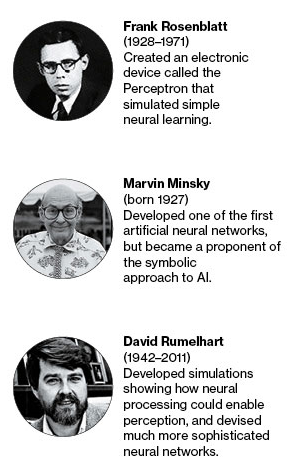 Frank Rosenblatt
(1928–1971)
Created an electronic
device called the
Perceptron that
simulated simple
neural learning.
Marvin Minsky
(born 1927)
Developed one of the first
artificial neural networks,
but became a proponent of
the symbolic
approach to AI.
David Rumelhart
(1942–2011)
Developed simulations
showing how neural
processing could enable
perception, and devised
much more sophisticated
neural networks.